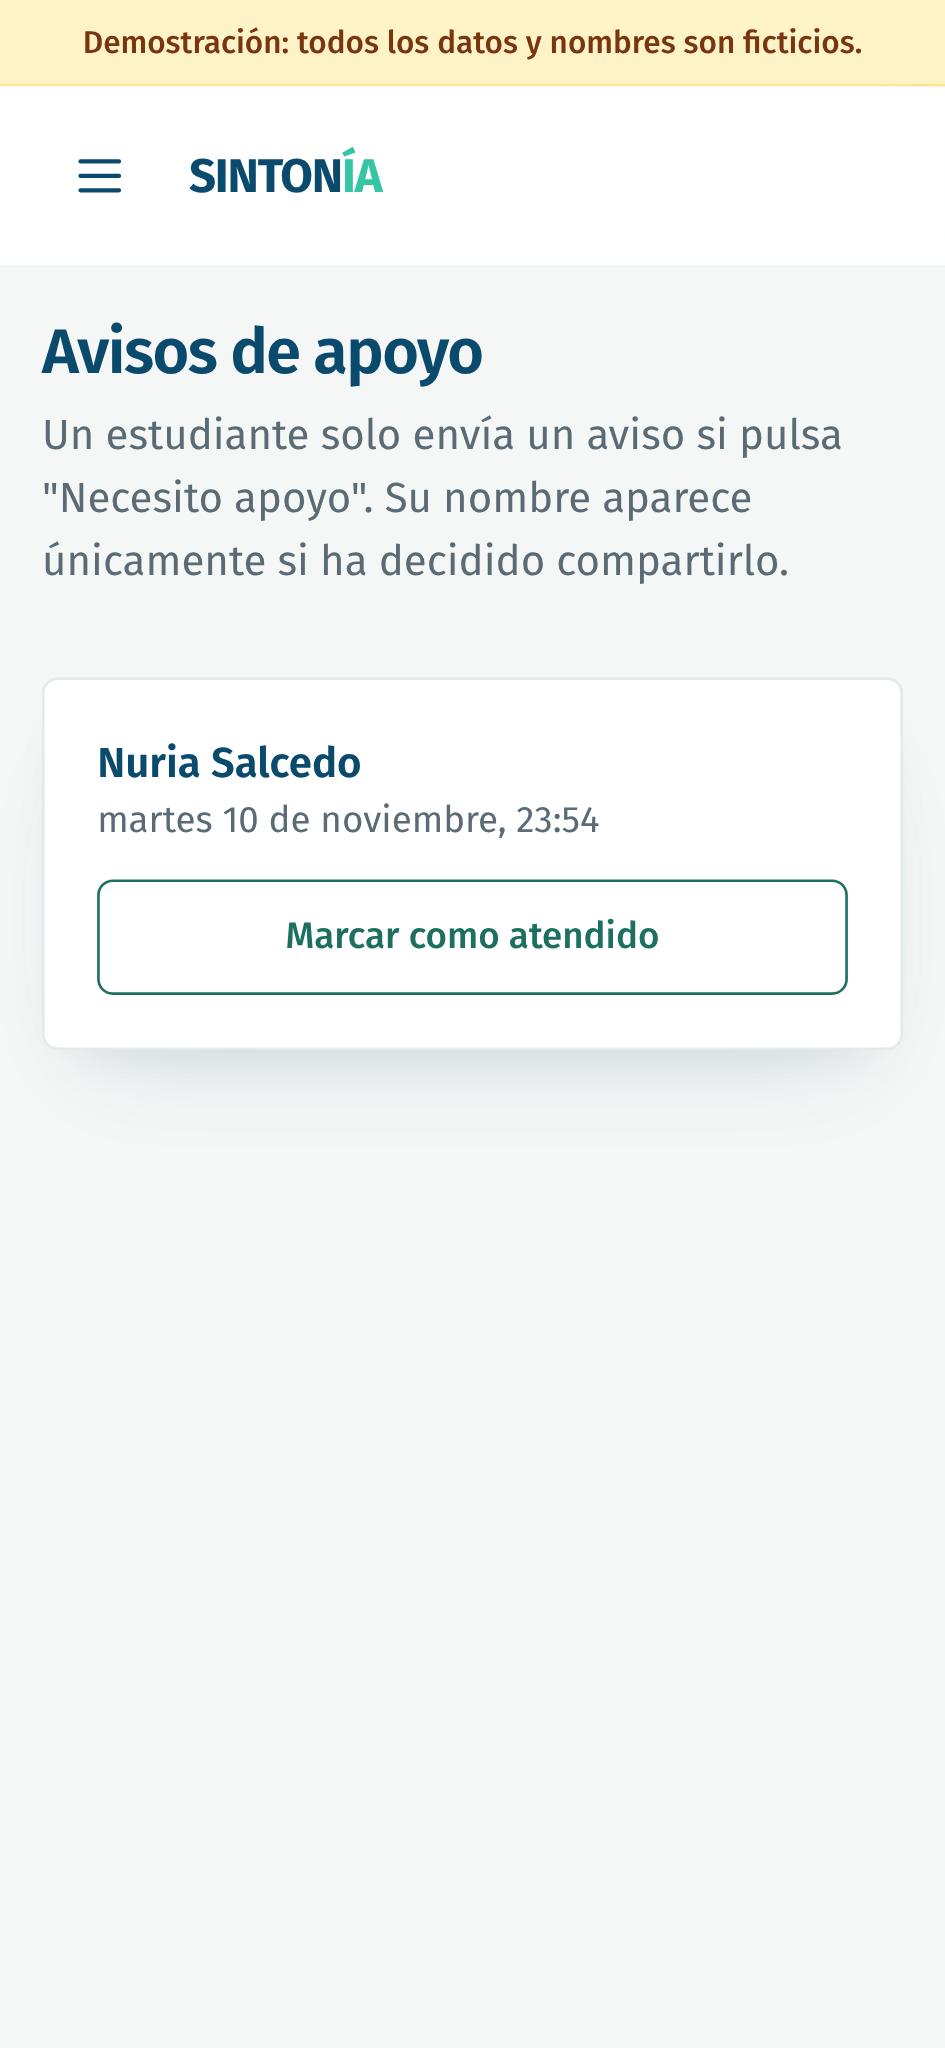 Demostración: todos los datos y nombres son ficticios.
SINTONÍA
Avisos de apoyo
Un estudiante solo envía un aviso si pulsa
"Necesito apoyo". Su nombre aparece
únicamente si ha decidido compartirlo.
Nuria Salcedo
martes 10 de noviembre, 23:54
Marcar como atendido